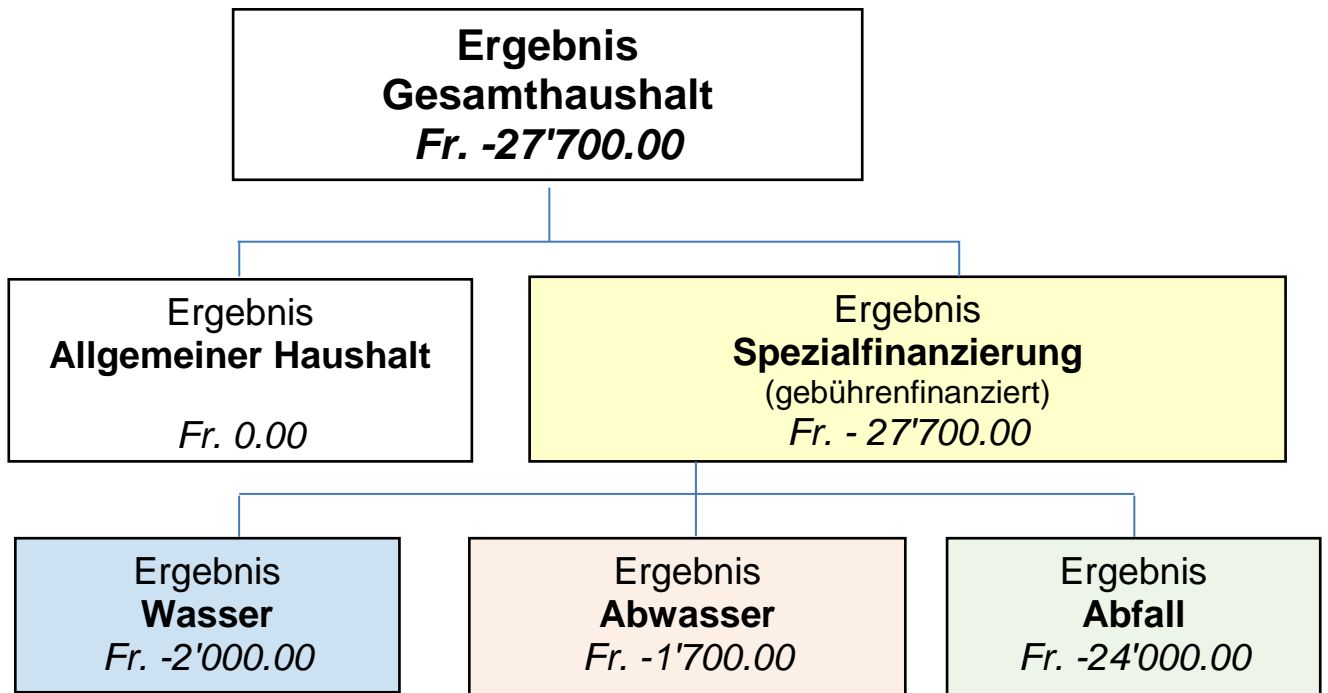 Ergebnis
Gesamthaushalt
Fr. -27'700.00
Ergebnis
Allgemeiner Haushalt
Fr. 0.00
Ergebnis
Spezialfinanzierung
(gebührenfinanziert)
Fr. - 27'700.00
Ergebnis
Wasser
Fr. -2'000.00
Ergebnis
Abwasser
Fr. -1'700.00
Ergebnis
Abfall
Fr. -24'000.00